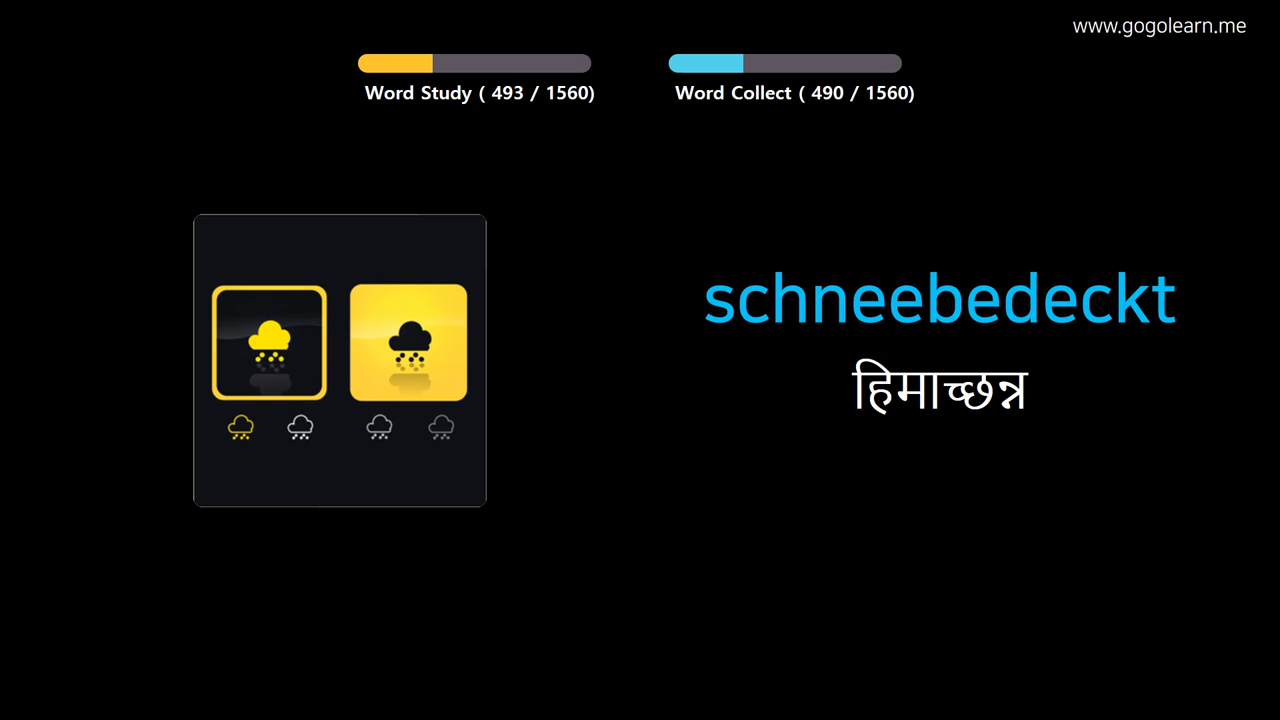 www.gogolearn.me
Word Study ( 493 / 1560)
Word Collect ( 490 / 1560)
schneebedeckt
हिमाच्छन्न